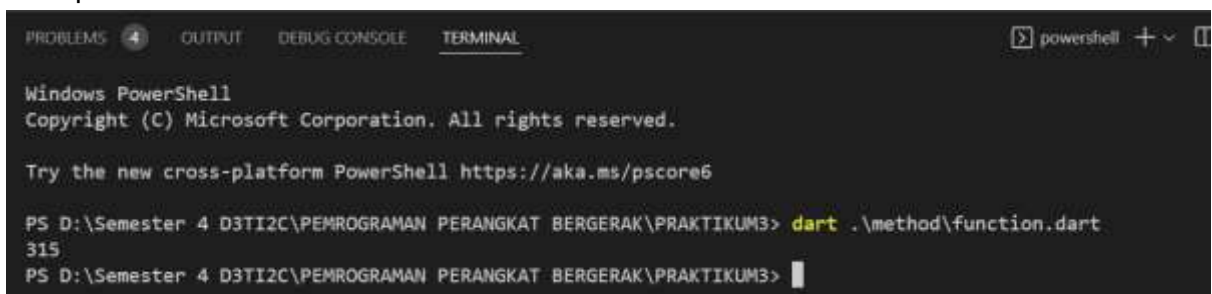 PROBLEMS 4 OUTPUT DEBUG CONSOLE TERMINAL powershell
Windows PowerShell
Copyright (C) Microsoft Corporation. All rights reserved.
Try the new cross-platform PowerShell https://aka.ms/pscore6
PS D:\Semester 4 D3TI2C\PEMROGRAMAN PERANGKAT BERGERAK\PRAKTIKUM3> dart .\method\function.dart
315
PS D:\Semester 4 D3TI2C\PEMROGRAMAN PERANGKAT BERGERAK\PRAKTIKUM3>